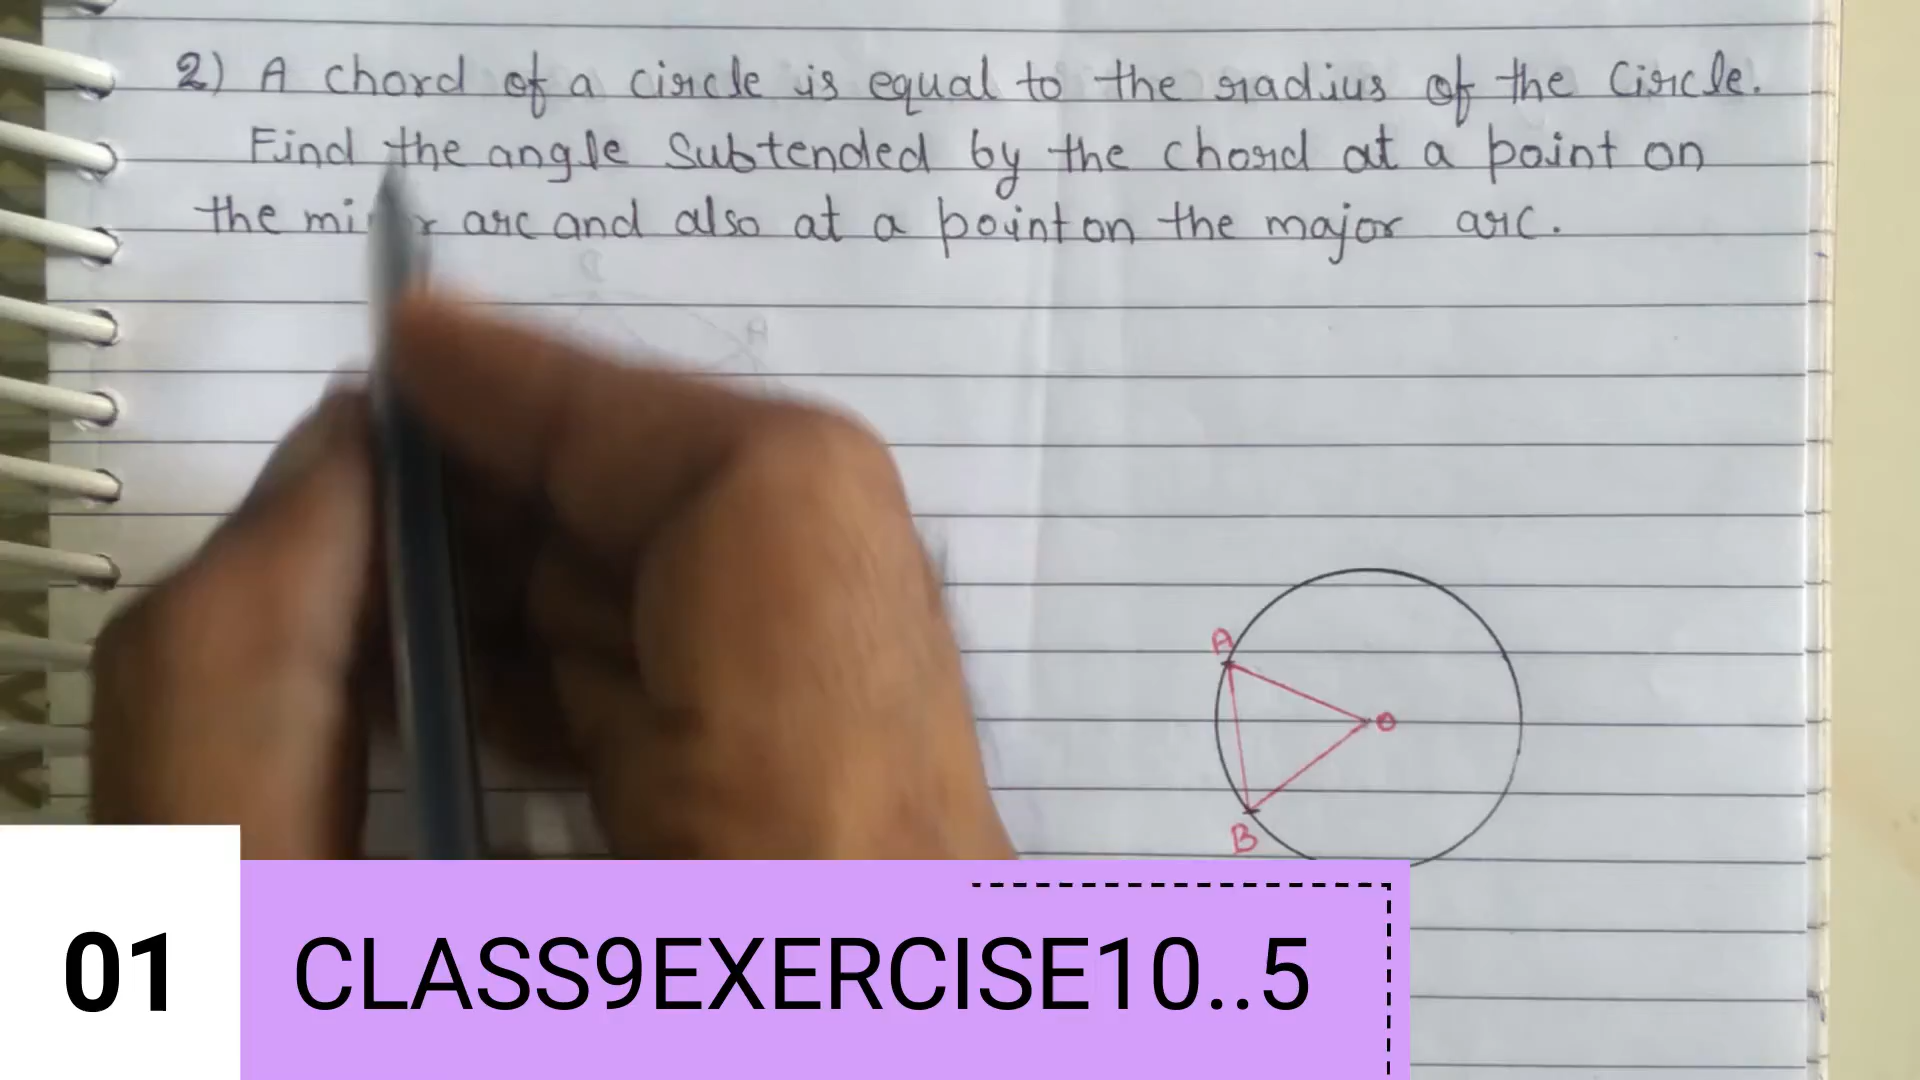 2) A chord of a circle is equal to the radius of the Circle.
Find the angle Subtended by the chord at a point on
the arc and also at a point on the major arc.
A
O
B
01
CLASS9EXERCISE10..5